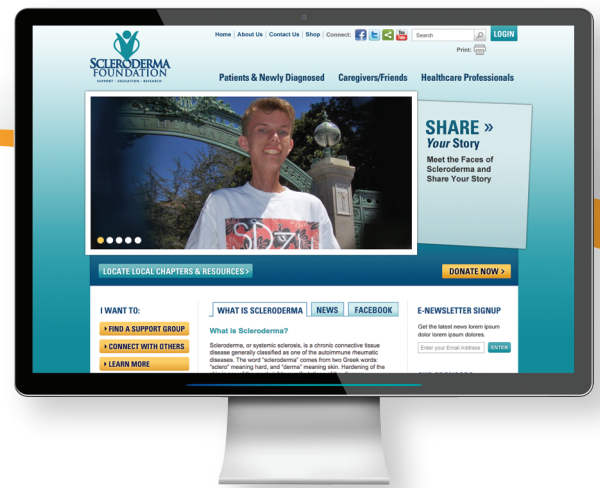 Home | About Us | Contact Us | Shop | Connect:
You
Tube
Search
LOGIN
Print:
SCLERODERMA
FOUNDATION
SUPPORT · EDUCATION · RESEARCH
Patients & Newly Diagnosed
Caregivers/Friends
Healthcare Professionals
SHARE »
Your Story
Meet the Faces of
Scleroderma and
Share Your Story
LOCATE LOCAL CHAPTERS & RESOURCES >
DONATE NOW >
I WANT TO:
FIND A SUPPORT GROUP
CONNECT WITH OTHERS
LEARN MORE
WHAT IS SCLERODERMA
NEWS
FACEBOOK
What is Scleroderma?
Scleroderma, or systemic sclerosis, is a chronic connective tissue
disease generally classified as one of the autoimmune rheumatic
diseases. The word "scleroderma" comes from two Greek words:
"sclero" meaning hard, and "derma" meaning skin. Hardening of the
E-NEWSLETTER SIGNUP
Get the latest news lorem ipsum
dolor lorem ipsum dolores.
Enter your Email Address
ENTER